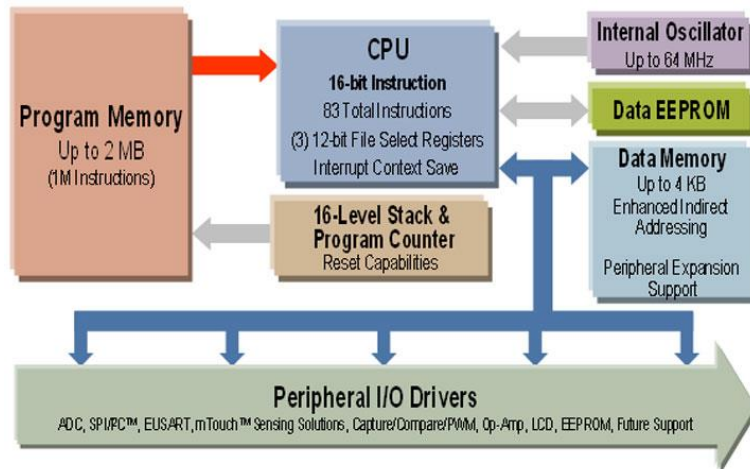 Program Memory
Up to 2 MB
(1M Instructions)
CPU
16-bit Instruction
83 Total Instructions
(3) 12-bit File Select Registers
Interrupt Context Save
Internal Oscillator
Up to 64 MHz
Data EEPROM
Data Memory
Up to 4 KB
Enhanced Indirect
Addressing
Peripheral Expansion
Support
16-Level Stack &
Program Counter
Reset Capabilities
Peripheral I/O Drivers
ADC, SPI/I²C™, EUSART, mTouch™ Sensing Solutions, Capture/Compare/PWM, Op-Amp, LCD, EEPROM, Future Support